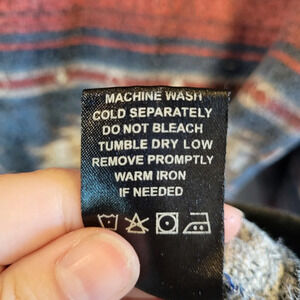 MACHINE WASH
COLD SEPARATELY
DO NOT BLEACH
TUMBLE DRY LOW
REMOVE PROMPTLY
WARM IRON
IF NEEDED